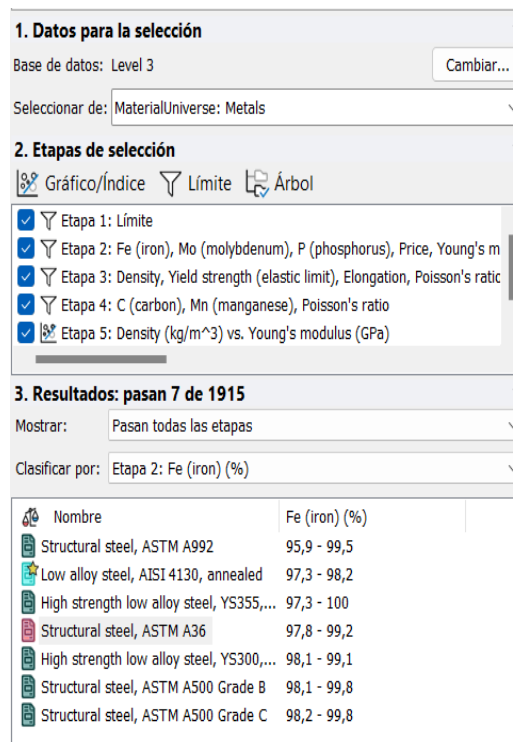 1. Datos para la selección
Base de datos: Level 3
Cambiar...
Seleccionar de: MaterialUniverse: Metals
2. Etapas de selección
Gráfico/Índice Límite Árbol
Etapa 1: Límite
Etapa 2: Fe (iron), Mo (molybdenum), P (phosphorus), Price, Young's m
Etapa 3: Density, Yield strength (elastic limit), Elongation, Poisson's ratio
Etapa 4: C (carbon), Mn (manganese), Poisson's ratio
Etapa 5: Density (kg/m^3) vs. Young's modulus (GPa)
3. Resultados: pasan 7 de 1915
Mostrar: Pasan todas las etapas
Clasificar por: Etapa 2: Fe (iron) (%)
Nombre Fe (iron) (%)
Structural steel, ASTM A992 95,9 - 99,5
Low alloy steel, AISI 4130, annealed 97,3 - 98,2
High strength low alloy steel, YS355,... 97,3 - 100
Structural steel, ASTM A36 97,8 - 99,2
High strength low alloy steel, YS300,... 98,1 - 99,1
Structural steel, ASTM A500 Grade B 98,1 - 99,8
Structural steel, ASTM A500 Grade C 98,2 - 99,8